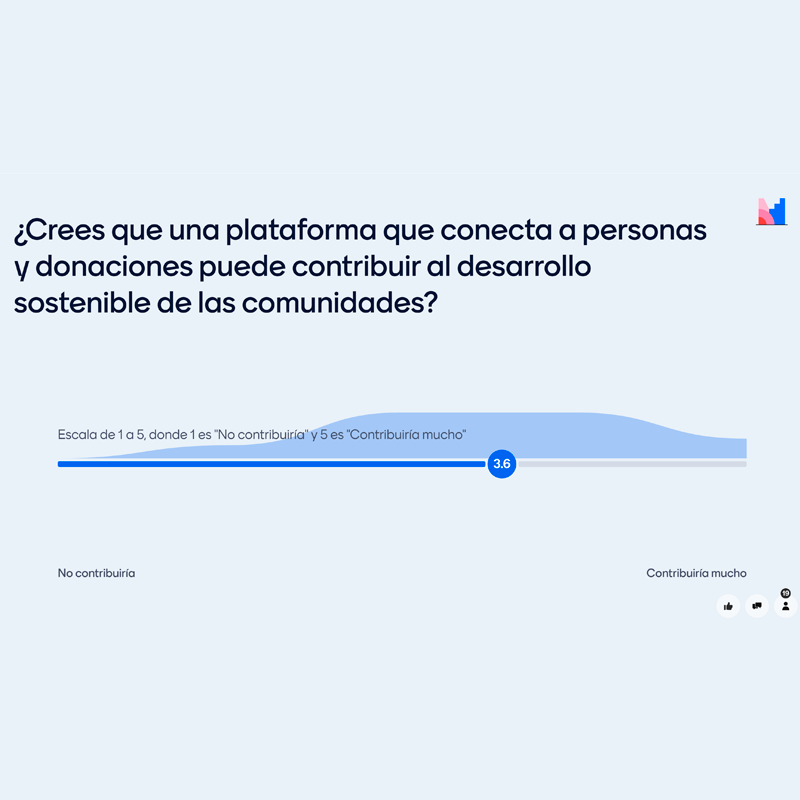 ¿Crees que una plataforma que conecta a personas
y donaciones puede contribuir al desarrollo
sostenible de las comunidades?
Escala de 1 a 5, donde 1 es "No contribuiría" y 5 es "Contribuiría mucho"
3.6
No contribuiría
Contribuiría mucho
19